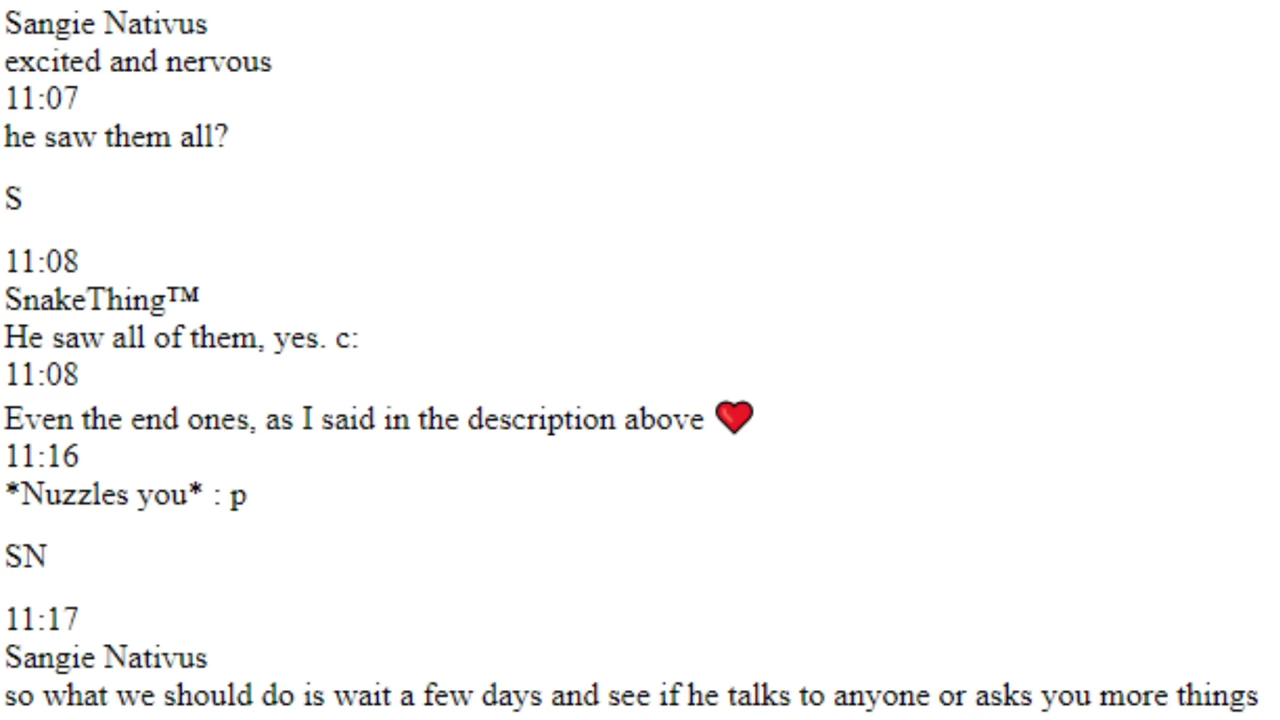 Sangie Nativus
excited and nervous
11:07
he saw them all?
S
11:08
SnakeThing™
He saw all of them, yes. c:
11:08
Even the end ones, as I said in the description above ❤
11:16
*Nuzzles you* : p
SN
11:17
Sangie Nativus
so what we should do is wait a few days and see if he talks to anyone or asks you more things